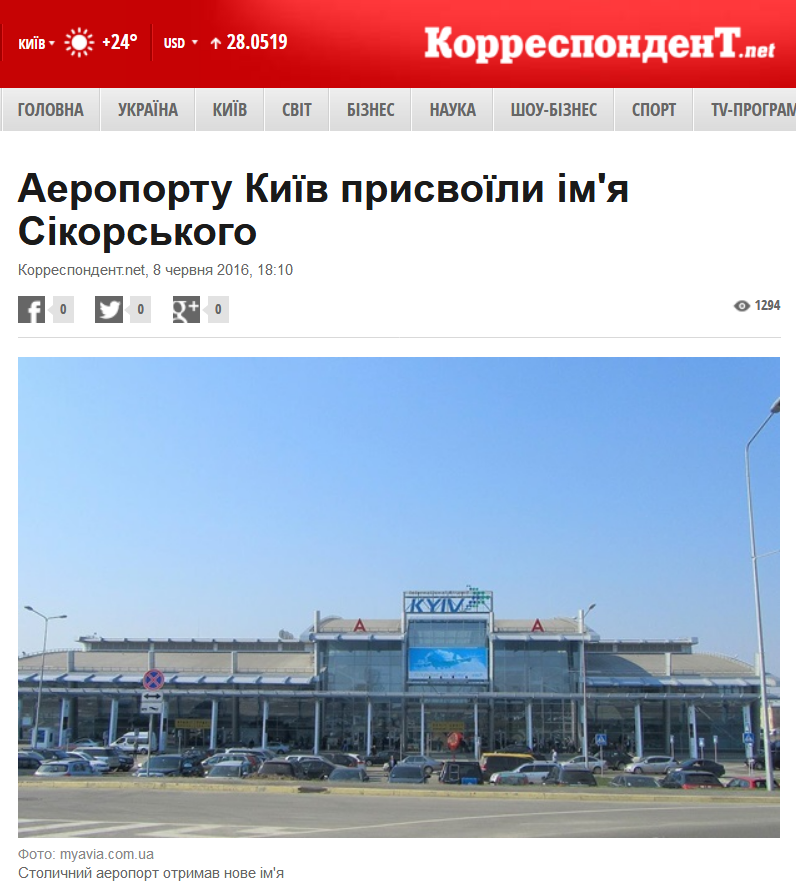 КИЇВ +24° USD 28.0519 КорреспонденТ.net
ГОЛОВНА УКРАЇНА КИЇВ СВІТ БІЗНЕС НАУКА ШОУ-БІЗНЕС СПОРТ TV-ПРОГРАМ
Аеропорту Київ присвоїли ім'я
Сікорського
Корреспондент.net, 8 червня 2016, 18:10
0 0 0 1294
KYIV
A A
Фото: myavia.com.ua
Столичний аеропорт отримав нове ім'я